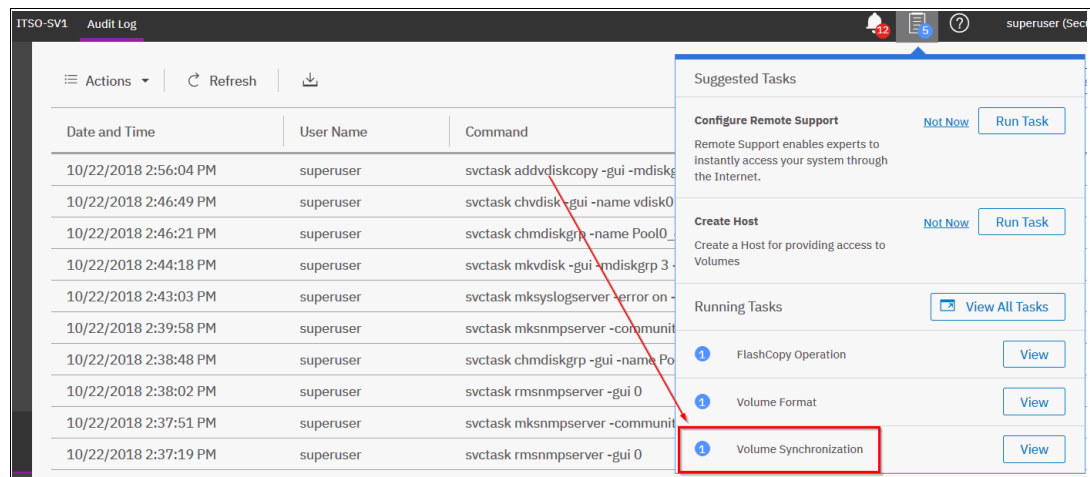 ITSO-SV1 Audit Log 12 5 superuser (Sec
Actions Refresh
Date and Time User Name Command
10/22/2018 2:56:04 PM superuser svctask addvdiskcopy -gui -mdiskg
10/22/2018 2:46:49 PM superuser svctask chvdisk -gui -name vdisk0
10/22/2018 2:46:21 PM superuser svctask chmdiskgrp -name Pool0_
10/22/2018 2:44:18 PM superuser svctask mkvdisk -gui -mdiskgrp 3 -
10/22/2018 2:43:03 PM superuser svctask mksyslogserver -error on -
10/22/2018 2:39:58 PM superuser svctask mksnmpserver -communit
10/22/2018 2:38:48 PM superuser svctask chmdiskgrp -gui -name Po
10/22/2018 2:38:02 PM superuser svctask rmsnmpserver -gui 0
10/22/2018 2:37:51 PM superuser svctask mksnmpserver -communit
10/22/2018 2:37:19 PM superuser svctask rmsnmpserver -gui 0
Suggested Tasks
Configure Remote Support Not Now Run Task
Remote Support enables experts to
instantly access your system through
the Internet.
Create Host Not Now Run Task
Create a Host for providing access to
Volumes
Running Tasks View All Tasks
1 FlashCopy Operation View
1 Volume Format View
1 Volume Synchronization View